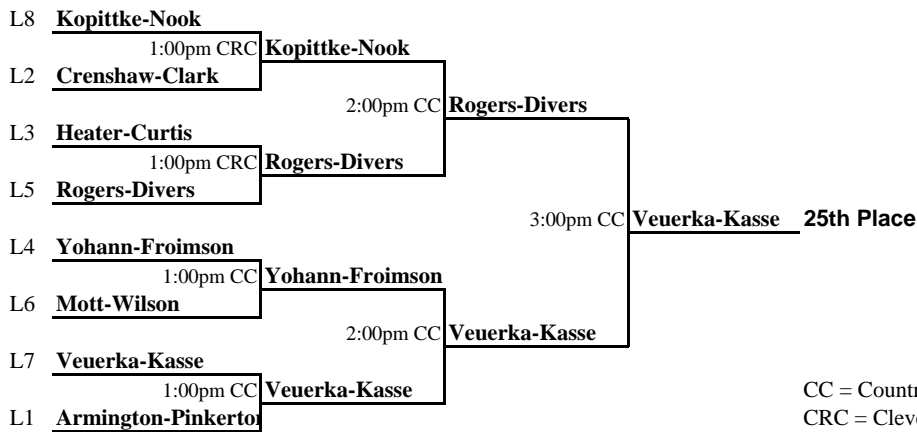 L8 Kopittke-Nook
1:00pm CRC Kopittke-Nook
L2 Crenshaw-Clark
2:00pm CC Rogers-Divers
L3 Heater-Curtis
1:00pm CRC Rogers-Divers
L5 Rogers-Divers
3:00pm CC Veuerka-Kasse 25th Place
L4 Yohann-Froimson
1:00pm CC Yohann-Froimson
L6 Mott-Wilson
2:00pm CC Veuerka-Kasse
L7 Veuerka-Kasse
1:00pm CC Veuerka-Kasse
CC =
L1 Armington-Pinkerton
CRC =